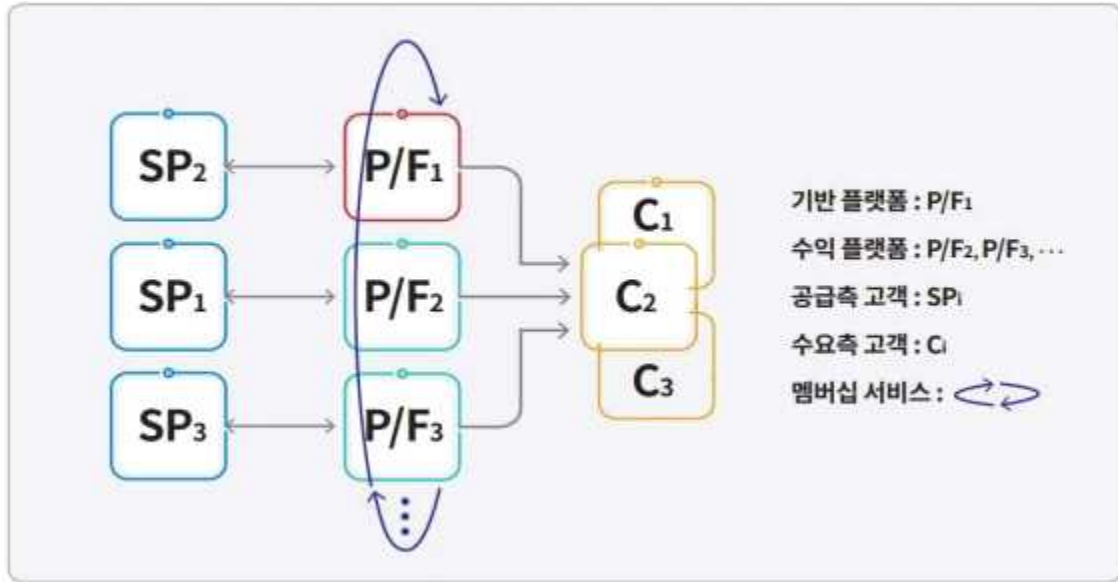 SP2
P/F1
SP1
P/F2
SP3
P/F3
C1
C2
C3
기반 플랫폼 : P/F1
수익 플랫폼 : P/F2, P/F3, ···
공급측 고객 : SPi
수요측 고객 : Ci
멤버십 서비스 :